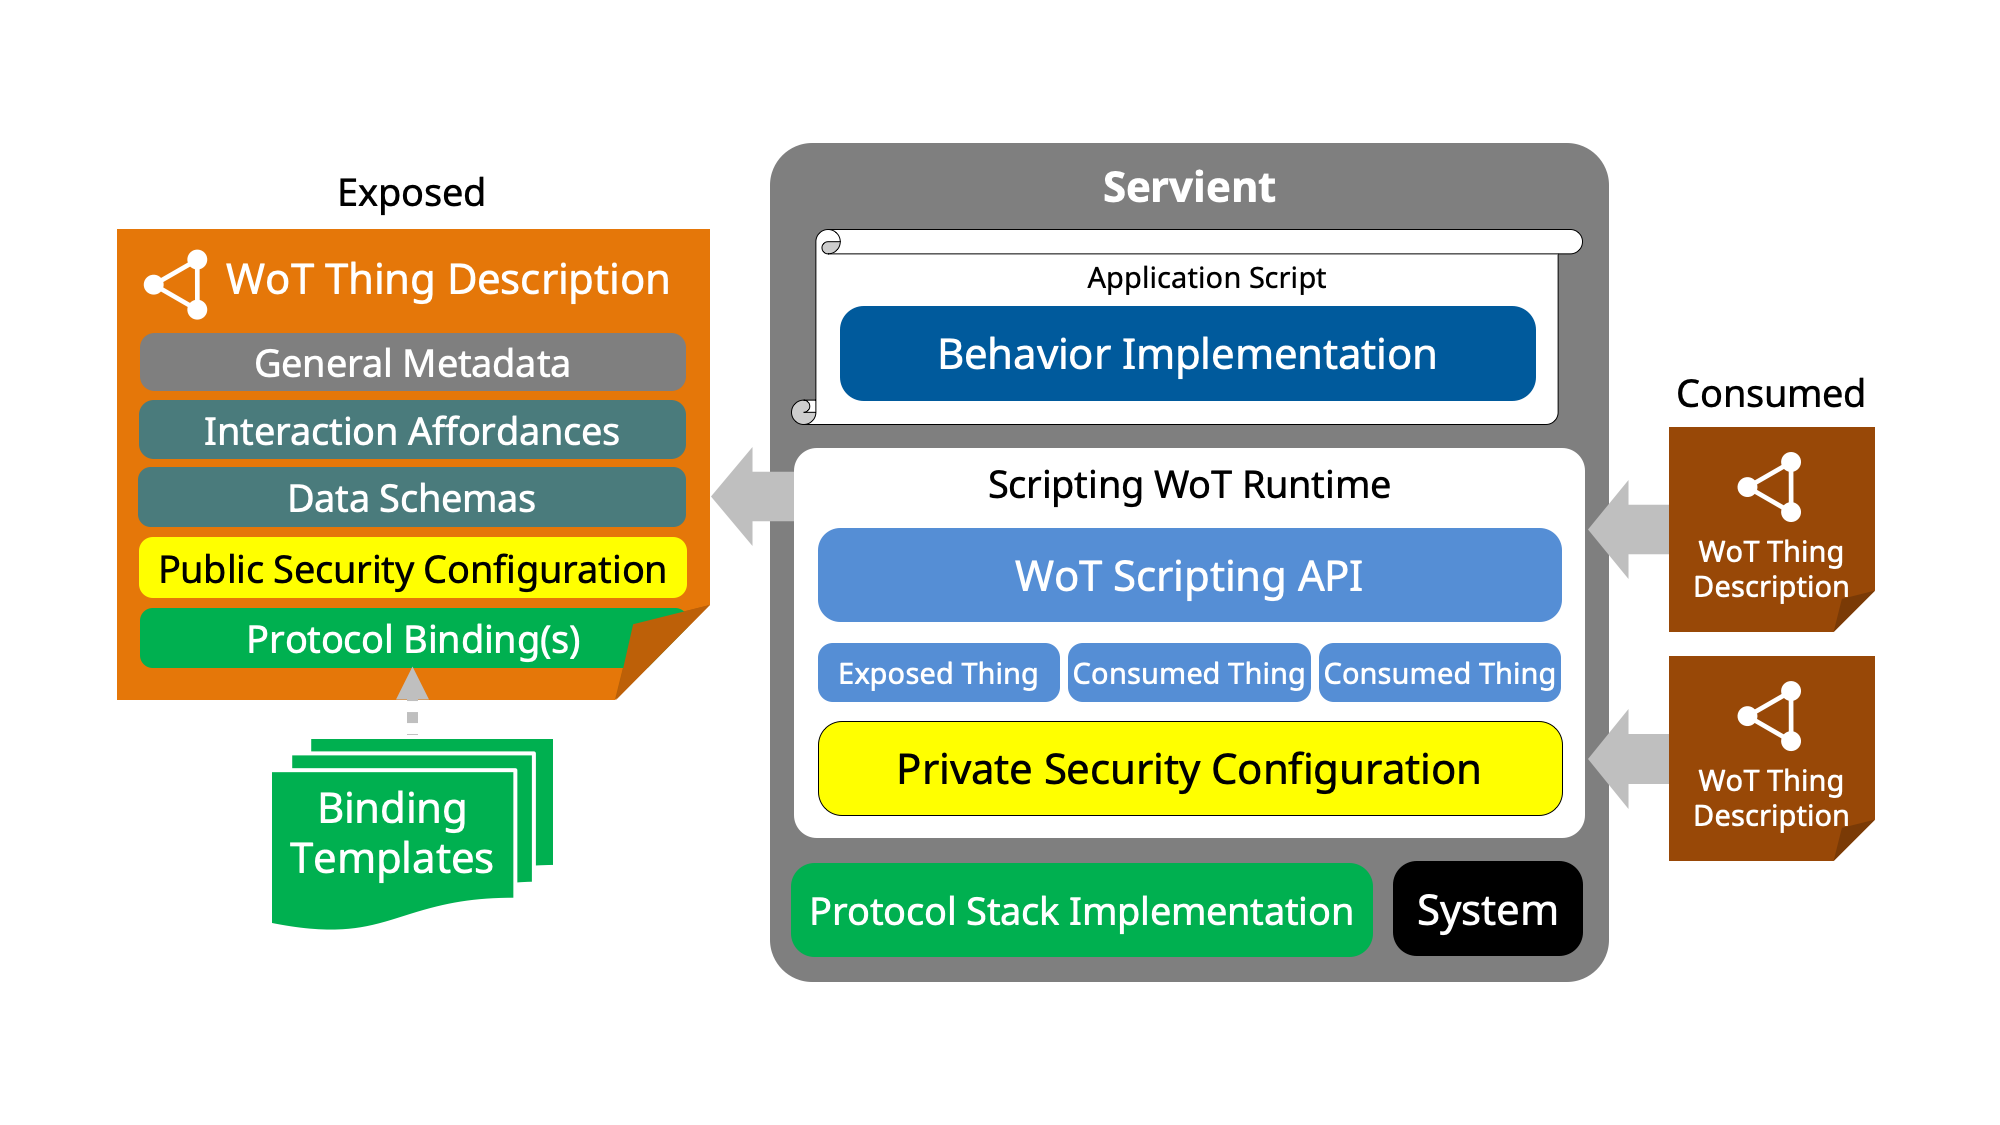 Exposed
WoT Thing Description
General Metadata
Interaction Affordances
Data Schemas
Public Security Configuration
Protocol Binding(s)
Binding
Templates
Servient
Application Script
Behavior Implementation
Scripting WoT Runtime
WoT Scripting API
Exposed Thing
Consumed Thing
Consumed Thing
Private Security Configuration
Protocol Stack Implementation
System
Consumed
WoT Thing
Description
WoT Thing
Description